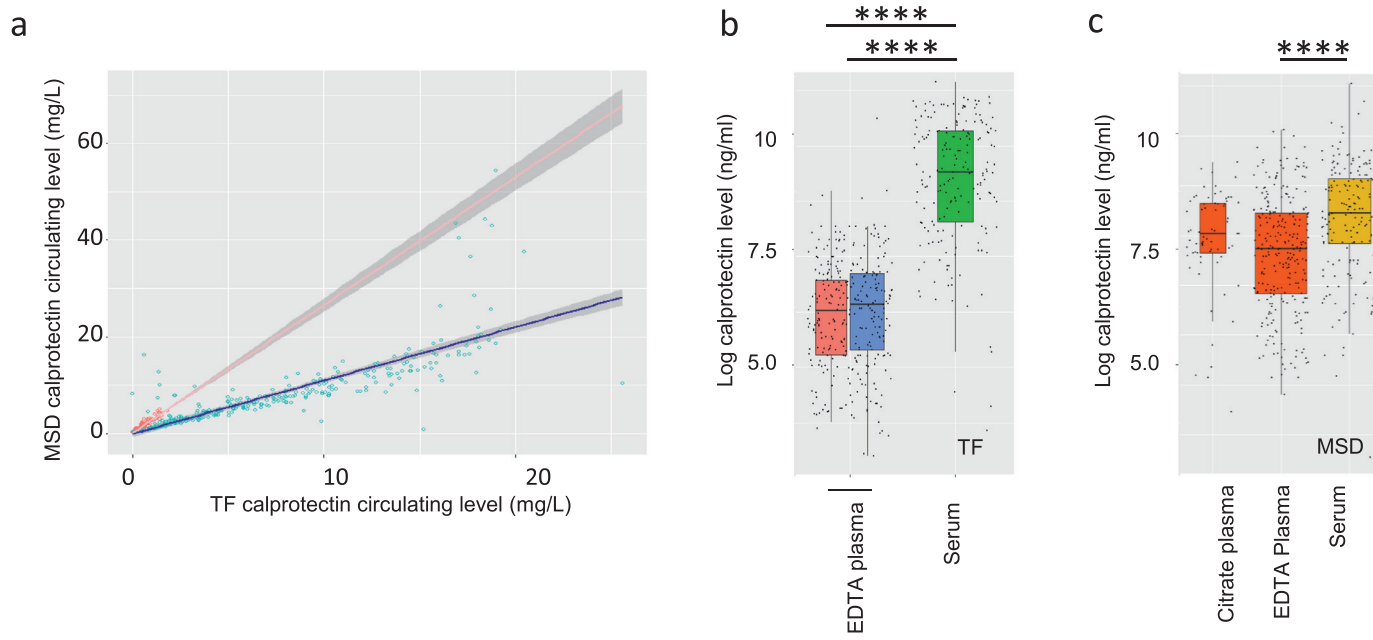 a
MSD calprotectin circulating level (mg/L)
60
40
20
0
0 10 20
TF calprotectin circulating level (mg/L)
b
****
****
Log calprotectin level (ng/ml)
10
7.5
5.0
TF
EDTA plasma
Serum
c
****
Log calprotectin level (ng/ml)
10
7.5
5.0
MSD
Citrate plasma
EDTA Plasma
Serum